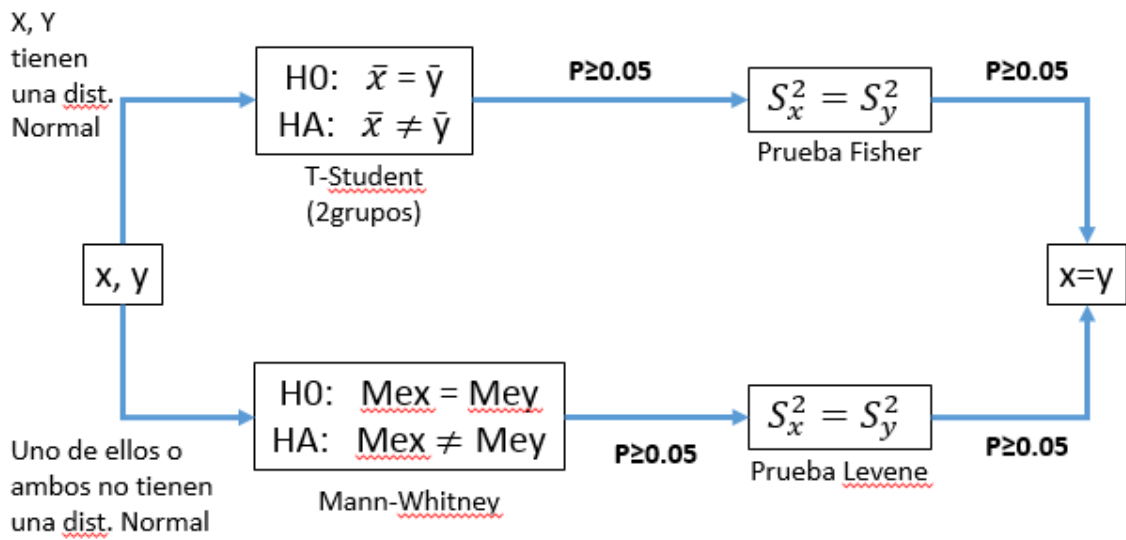 X, Y
tienen
una dist.
Normal
H0: x̄ = ȳ
HA: x̄ ≠ ȳ
T-Student
(2grupos)
P≥0.05
S²ₓ = S²ᵧ
Prueba Fisher
P≥0.05
x, y
x=y
Uno de ellos o
ambos no tienen
una dist. Normal
H0: Mex = Mey
HA: Mex ≠ Mey
Mann-Whitney
P≥0.05
S²ₓ = S²ᵧ
Prueba Levene
P≥0.05